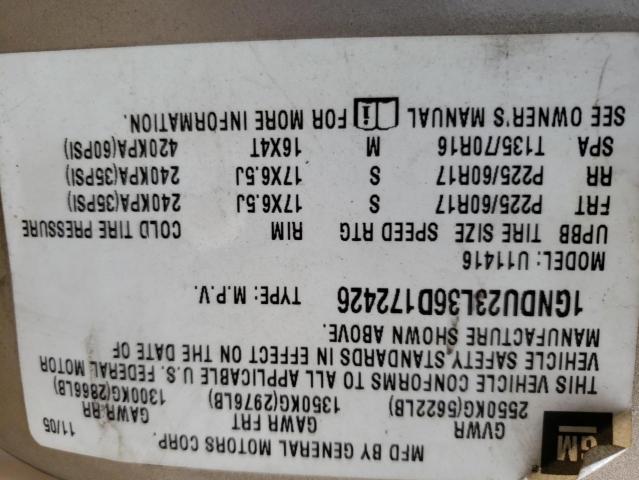 GM
MFD BY GENERAL MOTORS CORP. 11/05
GVWR GAWR FRT GAWR RR
2550KG(5622LB) 1350KG(2976LB) 1300KG(2866LB)
THIS VEHICLE CONFORMS TO ALL APPLICABLE U.S. FEDERAL MOTOR
VEHICLE SAFETY STANDARDS IN EFFECT ON THE DATE OF
MANUFACTURE SHOWN ABOVE.
1GNDU23L36D172426 TYPE: M.P.V.
MODEL: U11416
UPBB TIRE SIZE SPEED RTG RIM COLD TIRE PRESSURE
FRT P225/60R17 S 17X6.5J 240KPA(35PSI)
RR P225/60R17 S 17X6.5J 240KPA(35PSI)
SPA T135/70R16 M 16X4T 420KPA(60PSI)
SEE OWNER'S MANUAL i FOR MORE INFORMATION.